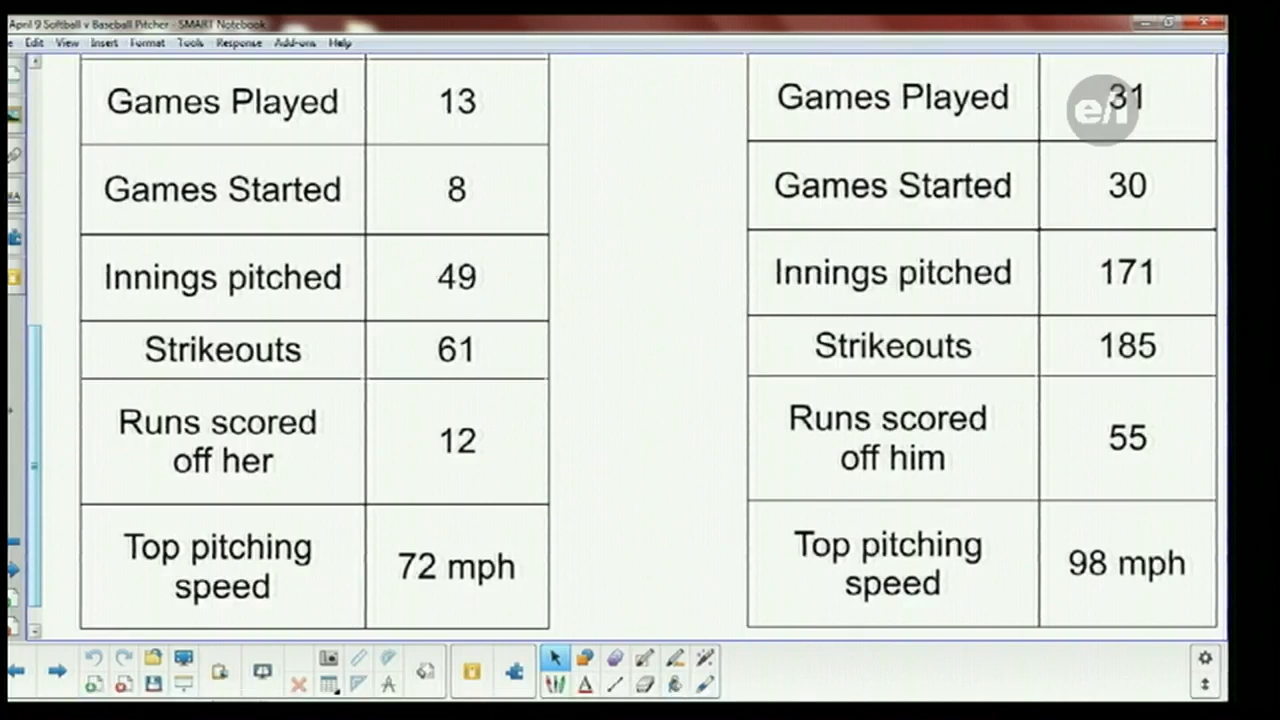 April 9 Softball v Baseball Pitcher - SMART Notebook
Edit View Insert Format Tools Response Add-ons Help
Games Played 13
Games Started 8
Innings pitched 49
Strikeouts 61
Runs scored
off her 12
Top pitching
speed 72 mph
Games Played 31
Games Started 30
Innings pitched 171
Strikeouts 185
Runs scored
off him 55
Top pitching
speed 98 mph
e/i